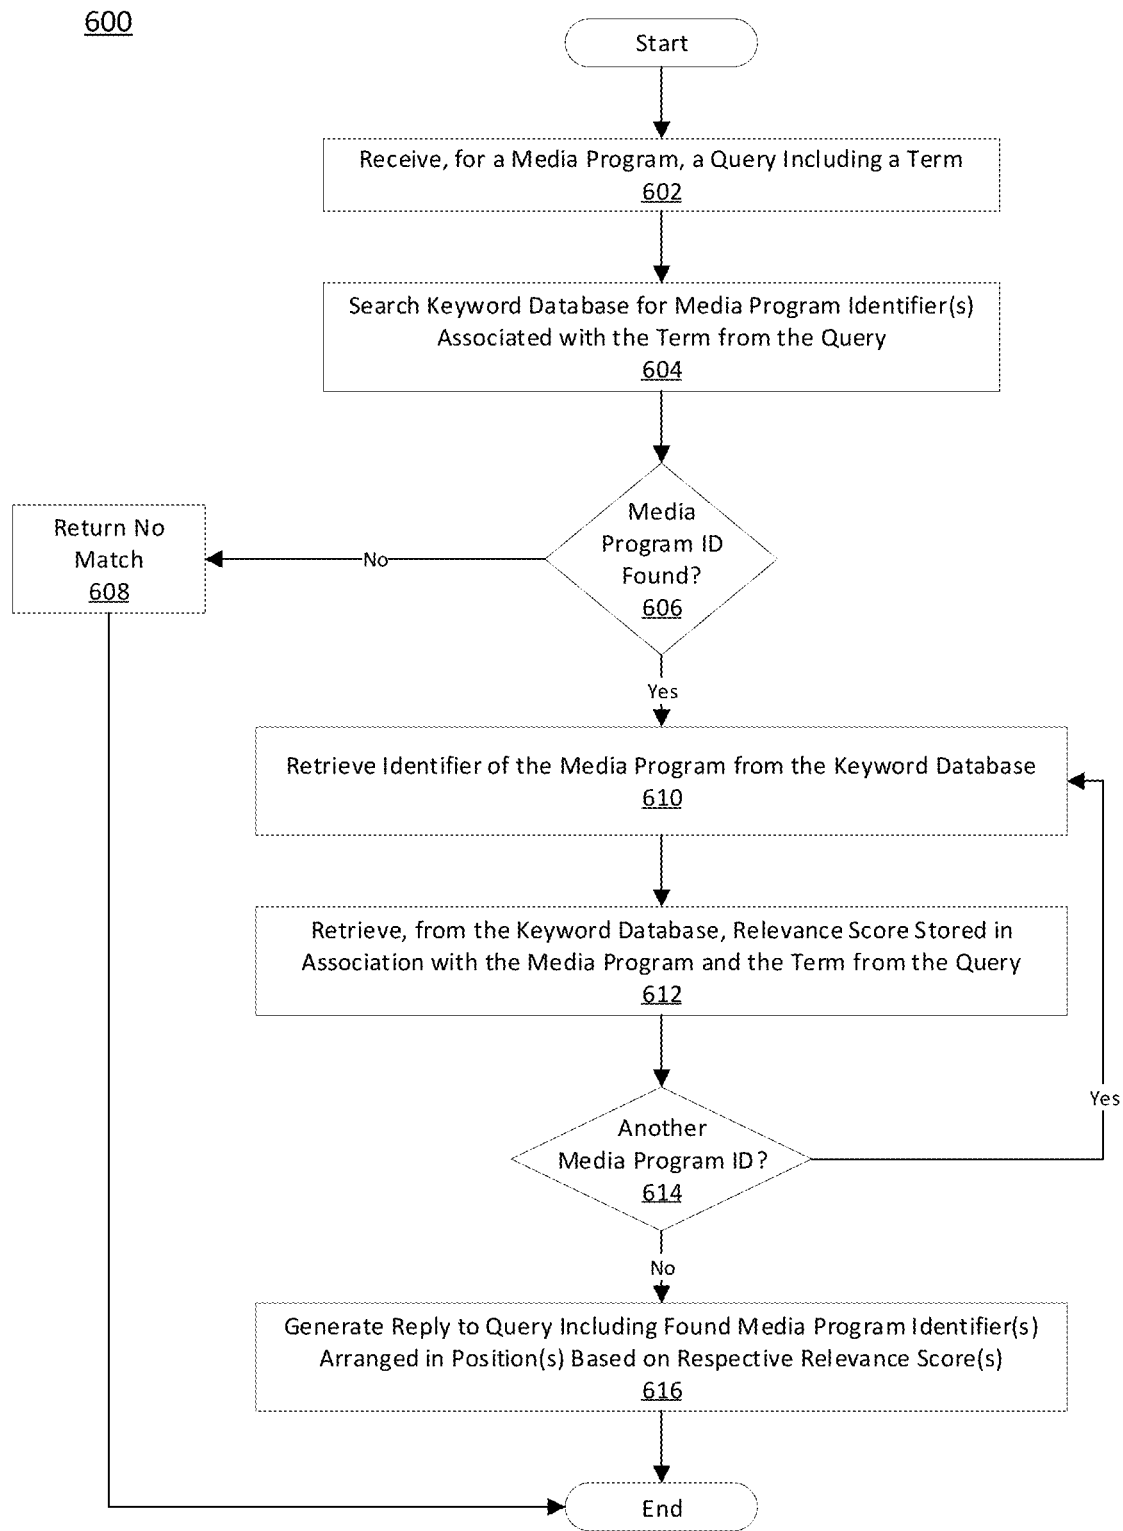 600
Start
Receive, for a Media Program, a Query Including a Term
602
Search Keyword Database for Media Program Identifier(s)
Associated with the Term from the Query
604
Media
Program ID
Found?
606
No
Return No
Match
608
Yes
Retrieve Identifier of the Media Program from the Keyword Database
610
Retrieve, from the Keyword Database, Relevance Score Stored in
Association with the Media Program and the Term from the Query
612
Another
Media Program ID?
614
Yes
No
Generate Reply to Query Including Found Media Program Identifier(s)
Arranged in Position(s) Based on Respective Relevance Score(s)
616
End